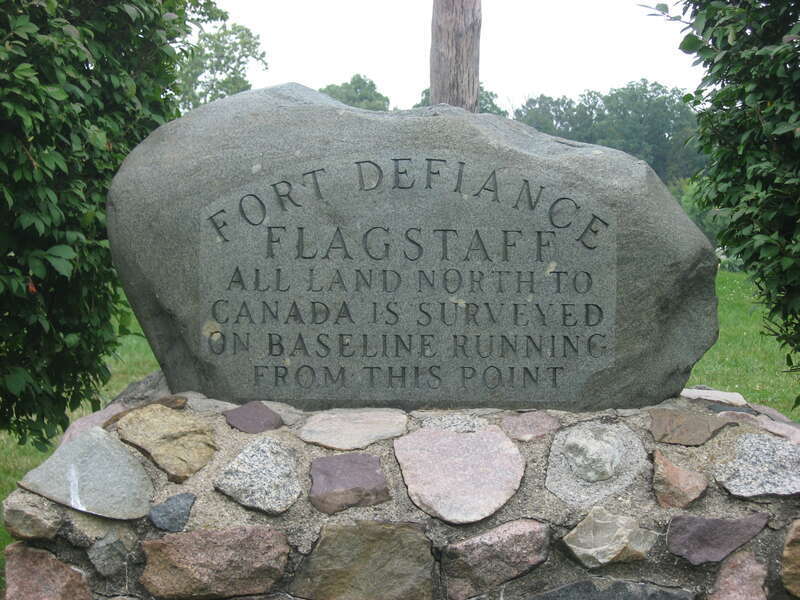 FORT DEFIANCE
FLAGSTAFF
ALL LAND NORTH TO
CANADA IS SURVEYED
ON BASELINE RUNNING
FROM THIS POINT